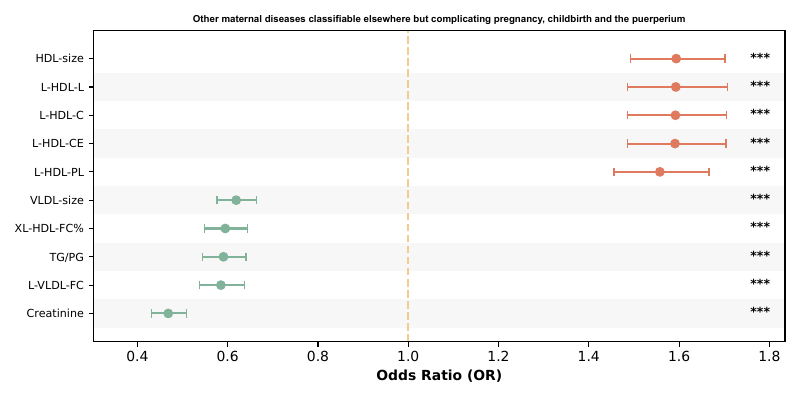 Other maternal diseases classifiable elsewhere but complicating pregnancy, childbirth and the puerperium
HDL-size ***
L-HDL-L ***
L-HDL-C ***
L-HDL-CE ***
L-HDL-PL ***
VLDL-size ***
XL-HDL-FC% ***
TG/PG ***
L-VLDL-FC ***
Creatinine ***
0.4 0.6 0.8 1.0 1.2 1.4 1.6 1.8
Odds Ratio (OR)